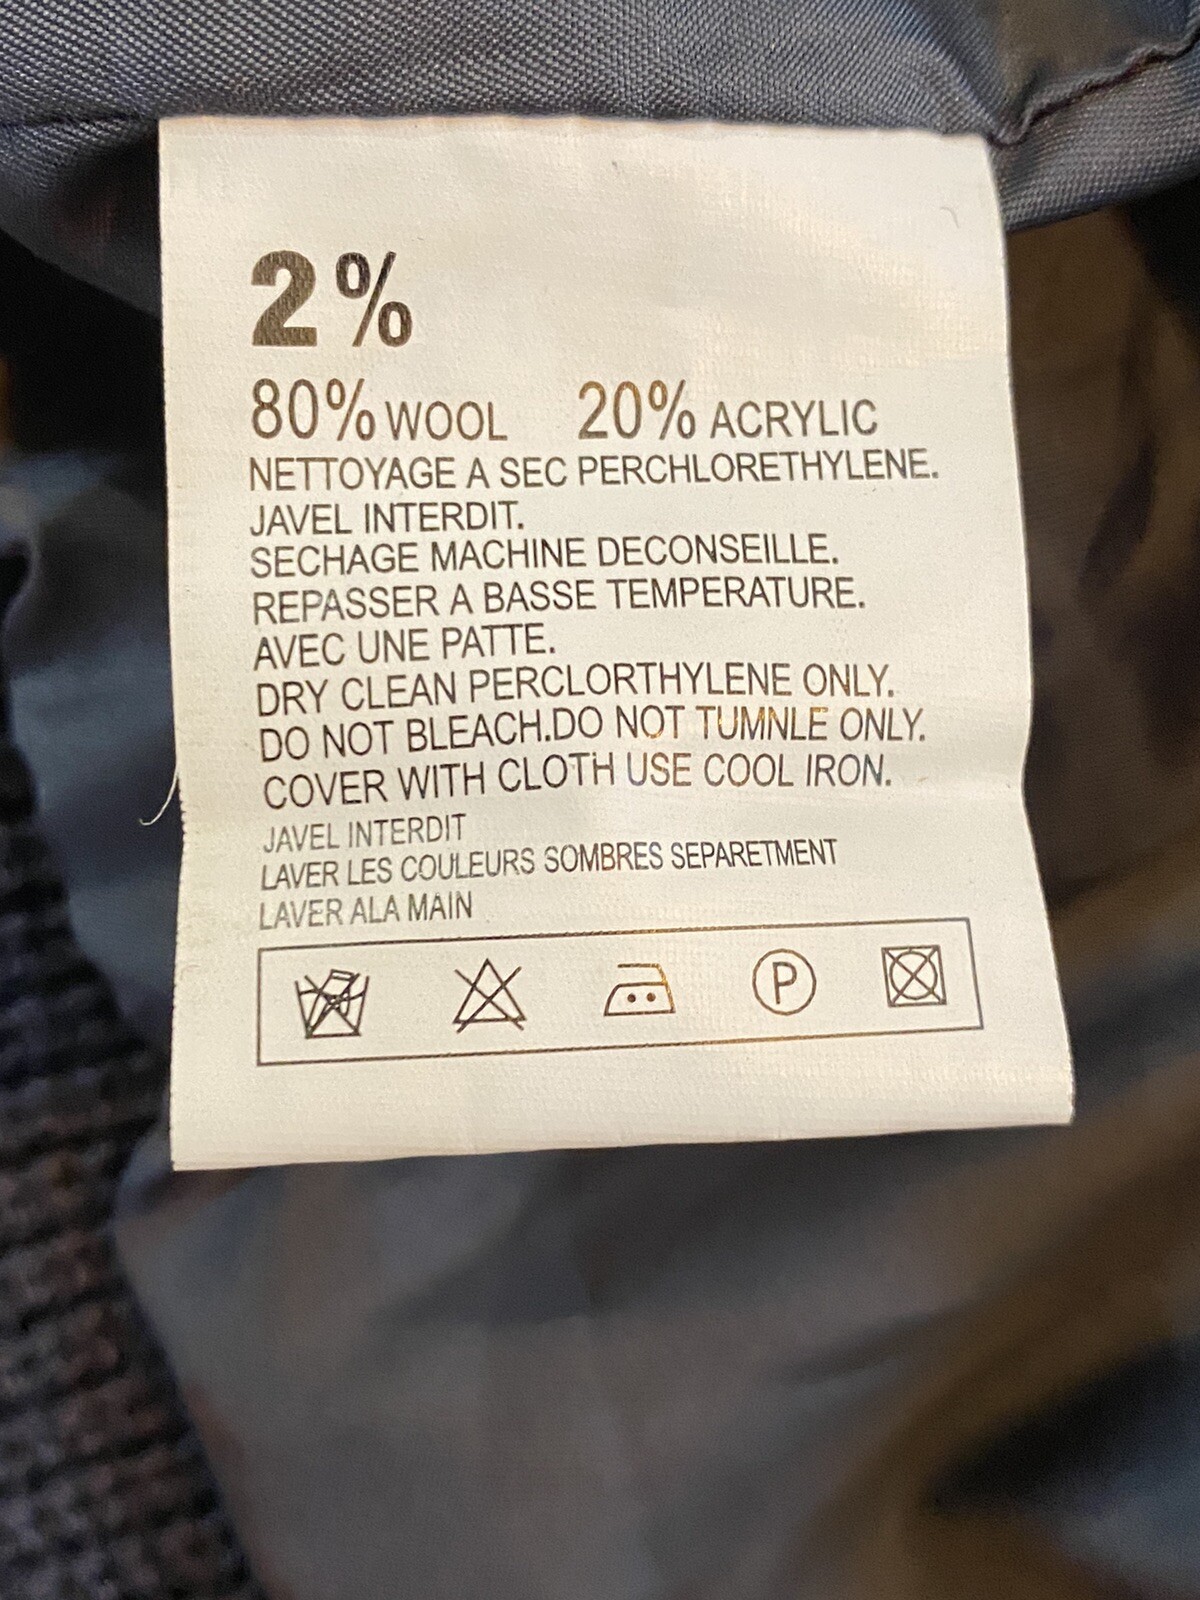 2%
80% WOOL 20% ACRYLIC
NETTOYAGE A SEC PERCHLORETHYLENE.
JAVEL INTERDIT.
SECHAGE MACHINE DECONSEILLE.
REPASSER A BASSE TEMPERATURE.
AVEC UNE PATTE.
DRY CLEAN PERCLORTHYLENE ONLY.
DO NOT BLEACH.DO NOT TUMNLE ONLY.
COVER WITH CLOTH USE COOL IRON.
JAVEL INTERDIT
LAVER LES COULEURS SOMBRES SEPARETMENT
LAVER ALA MAIN
P